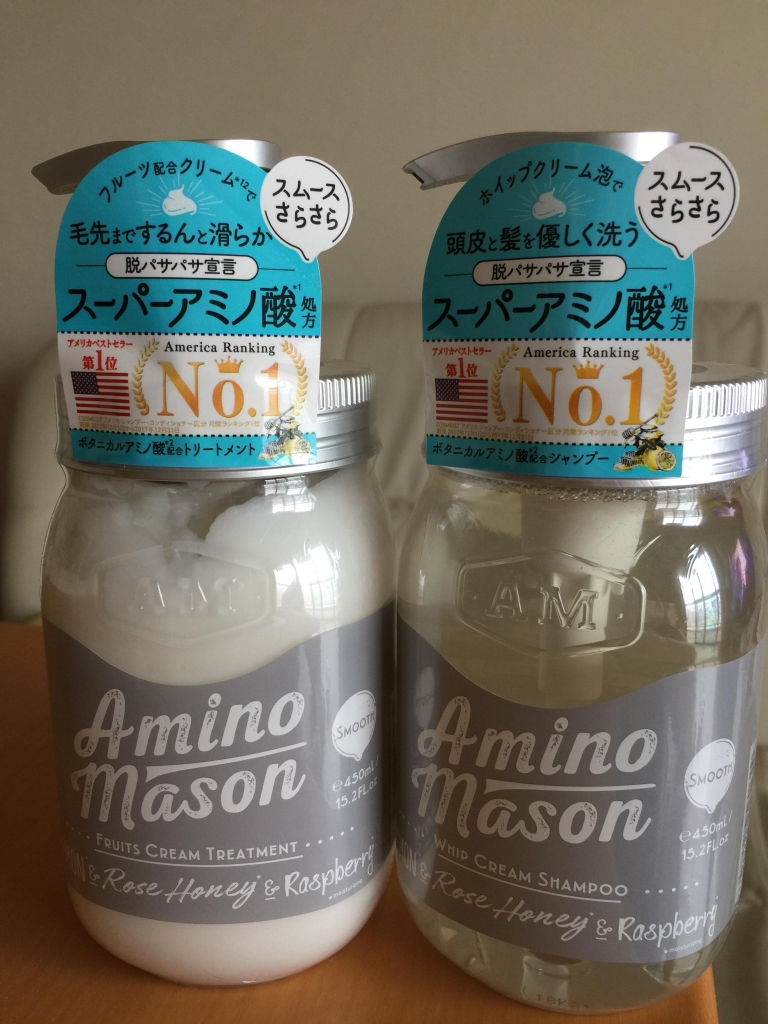 フルーツ配合クリーム*12で
毛先までするんと滑らか
スムース
さらさら
脱パサパサ宣言
スーパーアミノ酸*1処方
アメリカベストセラー
第1位
America Ranking
No.1
ボタニカルアミノ酸*2配合トリートメント
AM
Amino
Mason
SMOOTH
℮450mL/
15.2FL.oz
FRUITS CREAM TREATMENT
& Rose Honey & Raspberry
*moisturizing
ホイップクリーム泡で
頭皮と髪を優しく洗う
スムース
さらさら
脱パサパサ宣言
スーパーアミノ酸*1処方
アメリカベストセラー
第1位
America Ranking
No.1
ボタニカルアミノ酸*2配合シャンプー
AM
Amino
Mason
SMOOTH
℮450mL/
15.2FL.oz
WHIP CREAM SHAMPOO
& Rose Honey & Raspberry
*moisturizing